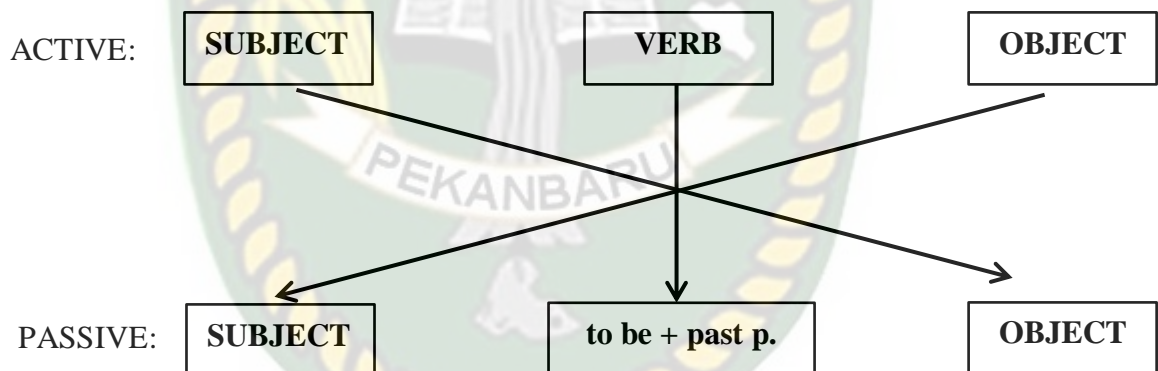 ACTIVE: SUBJECT VERB OBJECT
PEKANBARU
PASSIVE: SUBJECT to be + past p. OBJECT